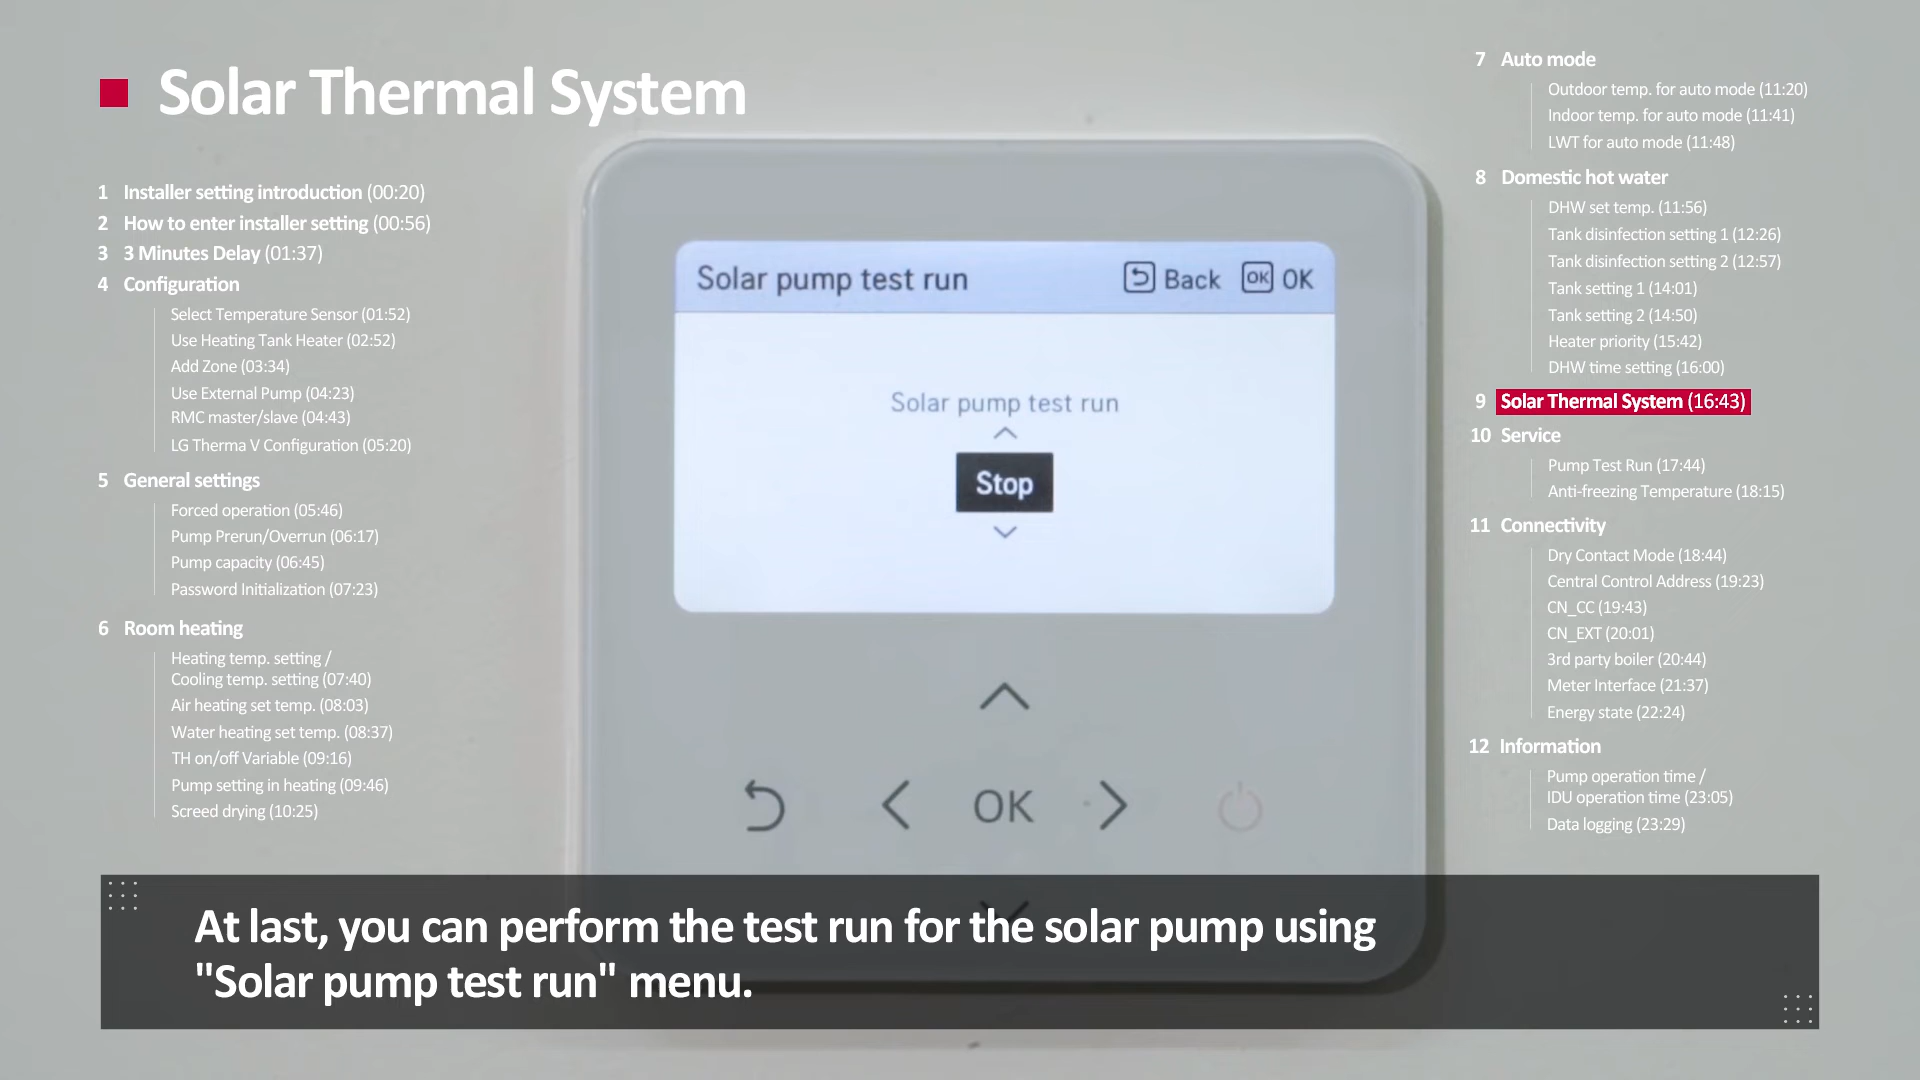 Solar Thermal System
1 Installer setting introduction (00:20)
2 How to enter installer setting (00:56)
3 3 Minutes Delay (01:37)
4 Configuration
Select Temperature Sensor (01:52)
Use Heating Tank Heater (02:52)
Add Zone (03:34)
Use External Pump (04:23)
RMC master/slave (04:43)
LG Therma V Configuration (05:20)
5 General settings
Forced operation (05:46)
Pump Prerun/Overrun (06:17)
Pump capacity (06:45)
Password Initialization (07:23)
6 Room heating
Heating temp. setting /
Cooling temp. setting (07:40)
Air heating set temp. (08:03)
Water heating set temp. (08:37)
TH on/off Variable (09:16)
Pump setting in heating (09:46)
Screed drying (10:25)
Solar pump test run Back OK OK
Solar pump test run
Stop
OK
7 Auto mode
Outdoor temp. for auto mode (11:20)
Indoor temp. for auto mode (11:41)
LWT for auto mode (11:48)
8 Domestic hot water
DHW set temp. (11:56)
Tank disinfection setting 1 (12:26)
Tank disinfection setting 2 (12:57)
Tank setting 1 (14:01)
Tank setting 2 (14:50)
Heater priority (15:42)
DHW time setting (16:00)
9 Solar Thermal System (16:43)
10 Service
Pump Test Run (17:44)
Anti-freezing Temperature (18:15)
11 Connectivity
Dry Contact Mode (18:44)
Central Control Address (19:23)
CN_CC (19:43)
CN_EXT (20:01)
3rd party boiler (20:44)
Meter Interface (21:37)
Energy state (22:24)
12 Information
Pump operation time /
IDU operation time (23:05)
Data logging (23:29)
At last, you can perform the test run for the solar pump using
"Solar pump test run" menu.